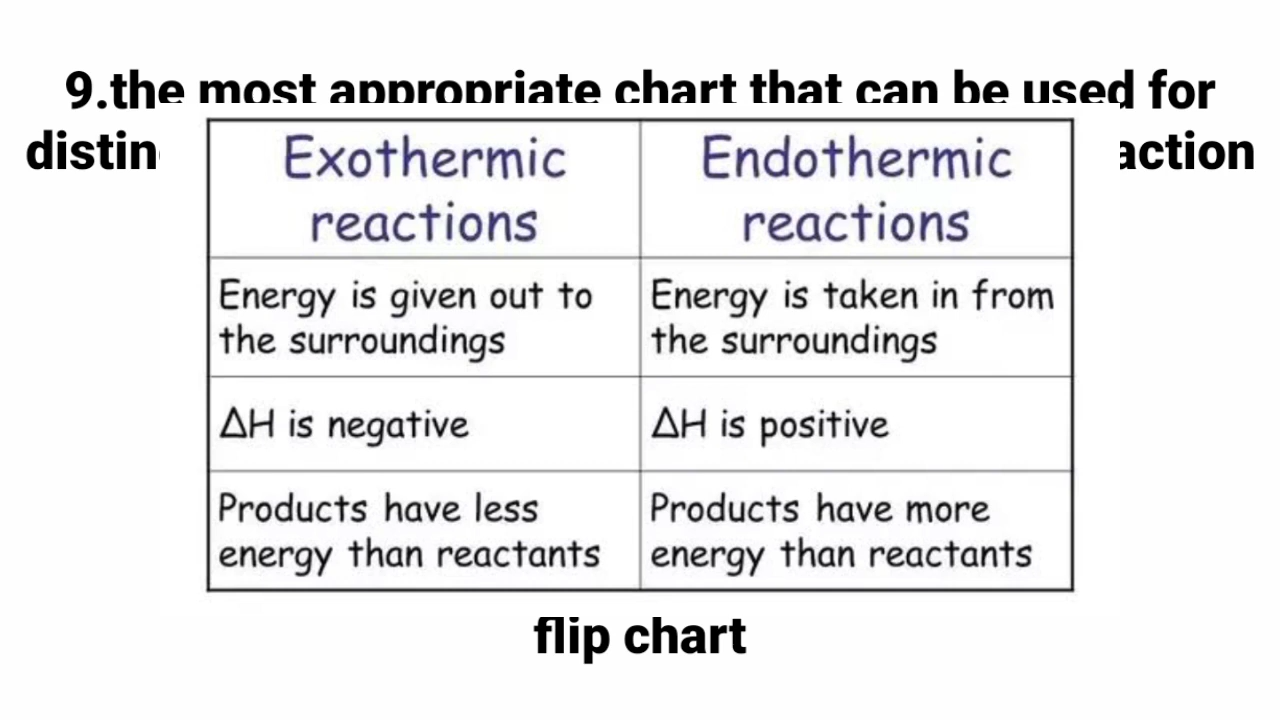 9.the most appropriate chart that can be used for
distin action
Exothermic reactions
Endothermic reactions
Energy is given out to the surroundings
Energy is taken in from the surroundings
ΔH is negative
ΔH is positive
Products have less energy than reactants
Products have more energy than reactants
flip chart